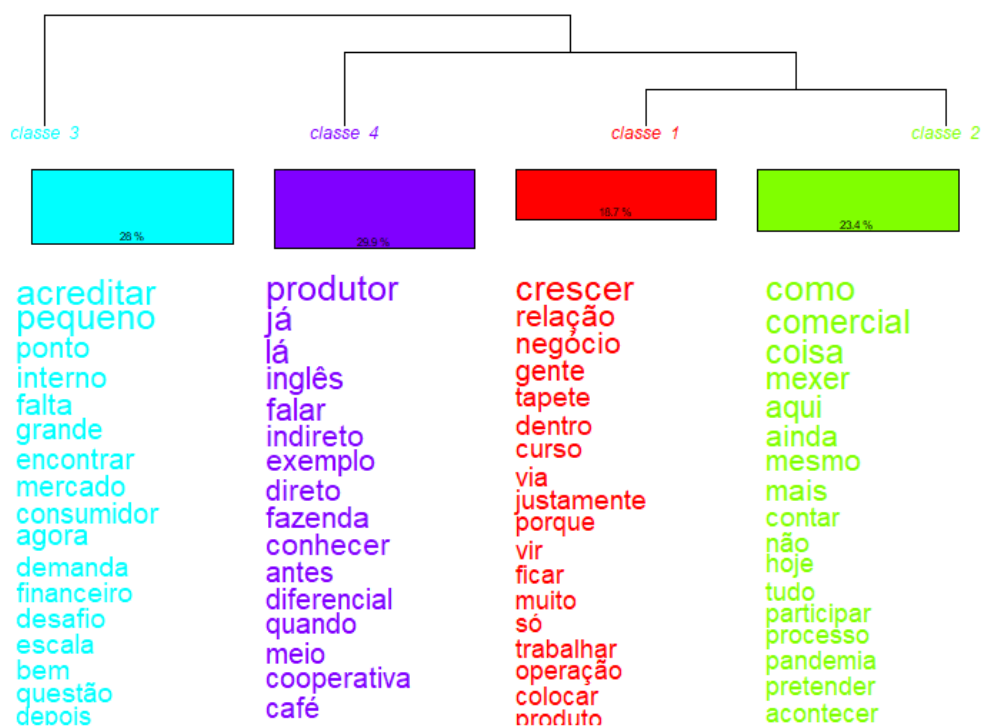 classe 3
classe 4
classe 1
classe 2
28 %
29.9 %
18.7 %
23.4 %
acreditar
pequeno
ponto
interno
falta
grande
encontrar
mercado
consumidor
agora
demanda
financeiro
desafio
escala
bem
questão
depois
produtor
já
lá
inglês
falar
indireto
exemplo
direto
fazenda
conhecer
antes
diferencial
quando
meio
cooperativa
café
crescer
relação
negócio
gente
tapete
dentro
curso
via
justamente
porque
vir
ficar
muito
só
trabalhar
operação
colocar
produto
como
comercial
coisa
mexer
aqui
ainda
mesmo
mais
contar
não
hoje
tudo
participar
processo
pandemia
pretender
acontecer